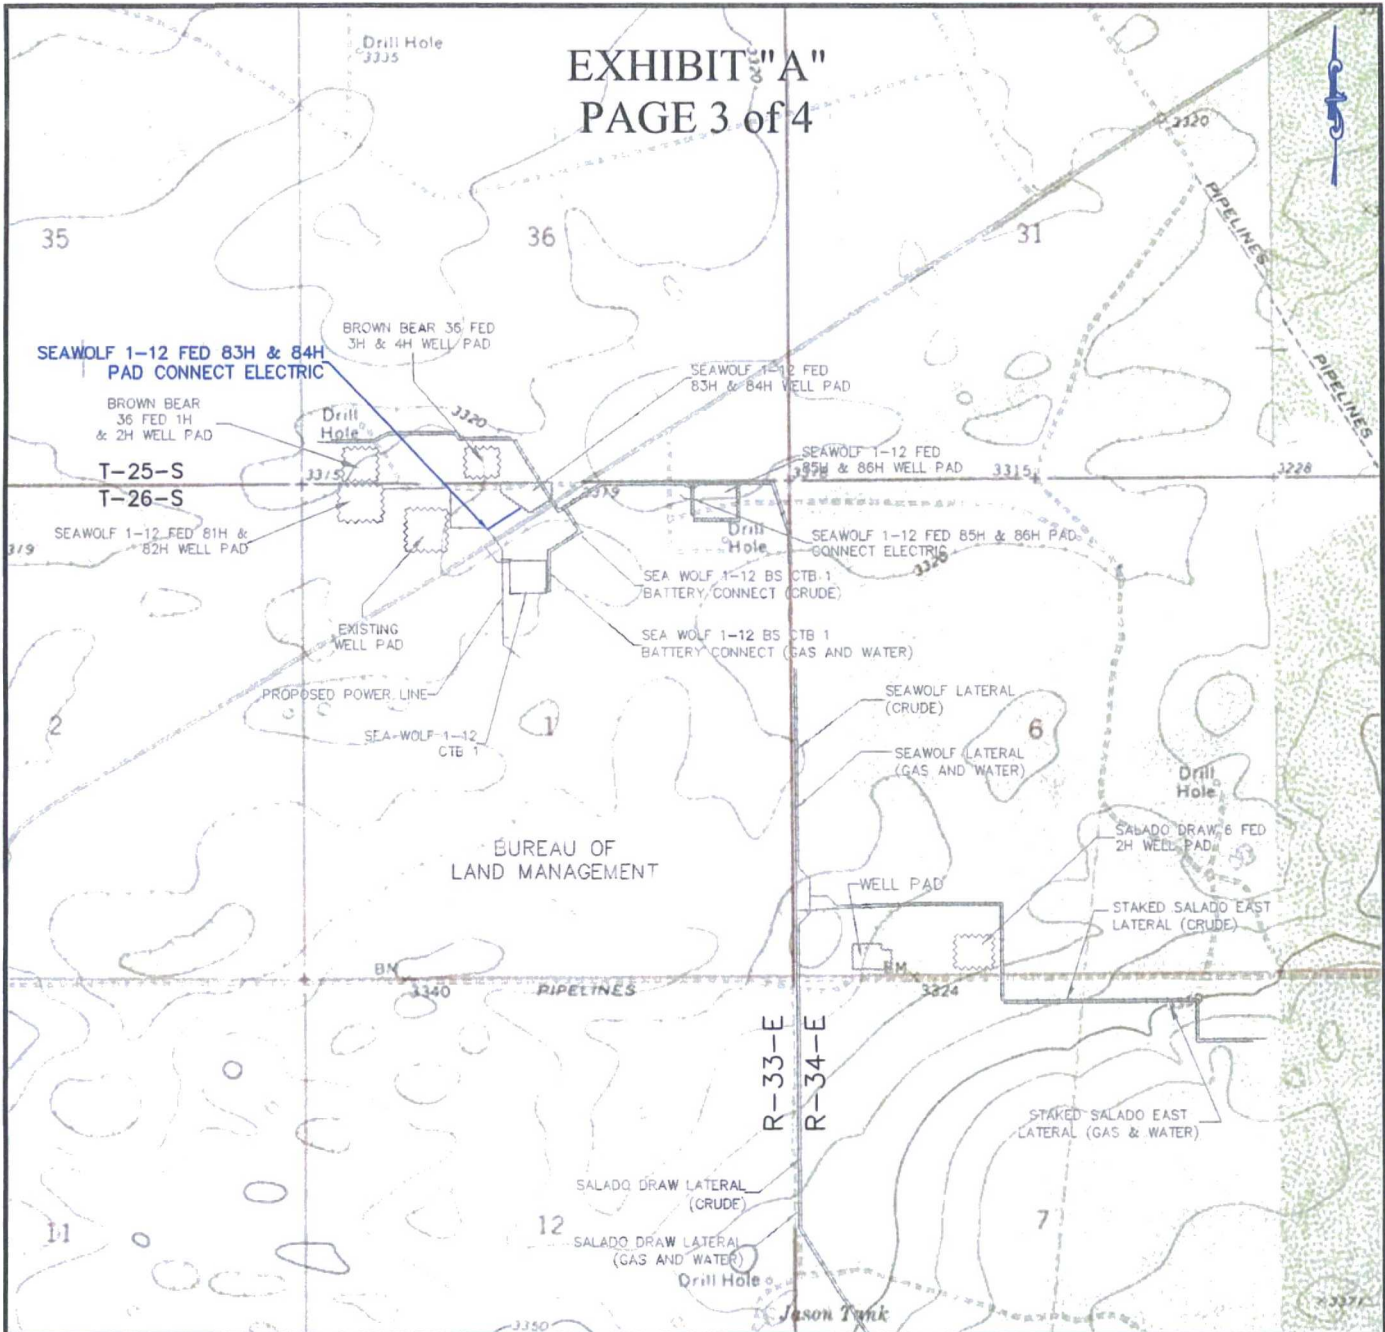 EXHIBIT "A"
PAGE 3 of 4
Drill Hole
3335
3320
3320
PIPELINES
PIPELINES
35
36
31
BROWN BEAR 36 FED
3H & 4H WELL PAD
SEAWOLF 1-12 FED 83H & 84H
PAD CONNECT ELECTRIC
SEAWOLF 1-12 FED
83H & 84H WELL PAD
BROWN BEAR
36 FED 1H
& 2H WELL PAD
Drill
Hole
3320
SEAWOLF 1-12 FED
85H & 86H WELL PAD
T-25-S
3315
3315
3228
T-26-S
3319
SEAWOLF 1-12 FED 81H &
82H WELL PAD
319
Drill
Hole
SEAWOLF 1-12 FED 85H & 86H PAD
CONNECT ELECTRIC
3320
SEA WOLF 1-12 BS CTB 1
BATTERY CONNECT (CRUDE)
EXISTING
WELL PAD
SEA WOLF 1-12 BS CTB 1
BATTERY CONNECT (GAS AND WATER)
PROPOSED POWER LINE
SEAWOLF LATERAL
(CRUDE)
2
SEA WOLF 1-12
CTB 1
1
6
SEAWOLF LATERAL
(GAS AND WATER)
Drill
Hole
BUREAU OF
LAND MANAGEMENT
SALADO DRAW 6 FED
2H WELL PAD
WELL PAD
STAKED SALADO EAST
LATERAL (CRUDE)
BM
3340
PIPELINES
BM
3324
R-33-E
R-34-E
STAKED SALADO EAST
LATERAL (GAS & WATER)
SALADO DRAW LATERAL
(CRUDE)
11
12
7
SALADO DRAW LATERAL
(GAS AND WATER)
Drill Hole
Jason Tank
3350
3371